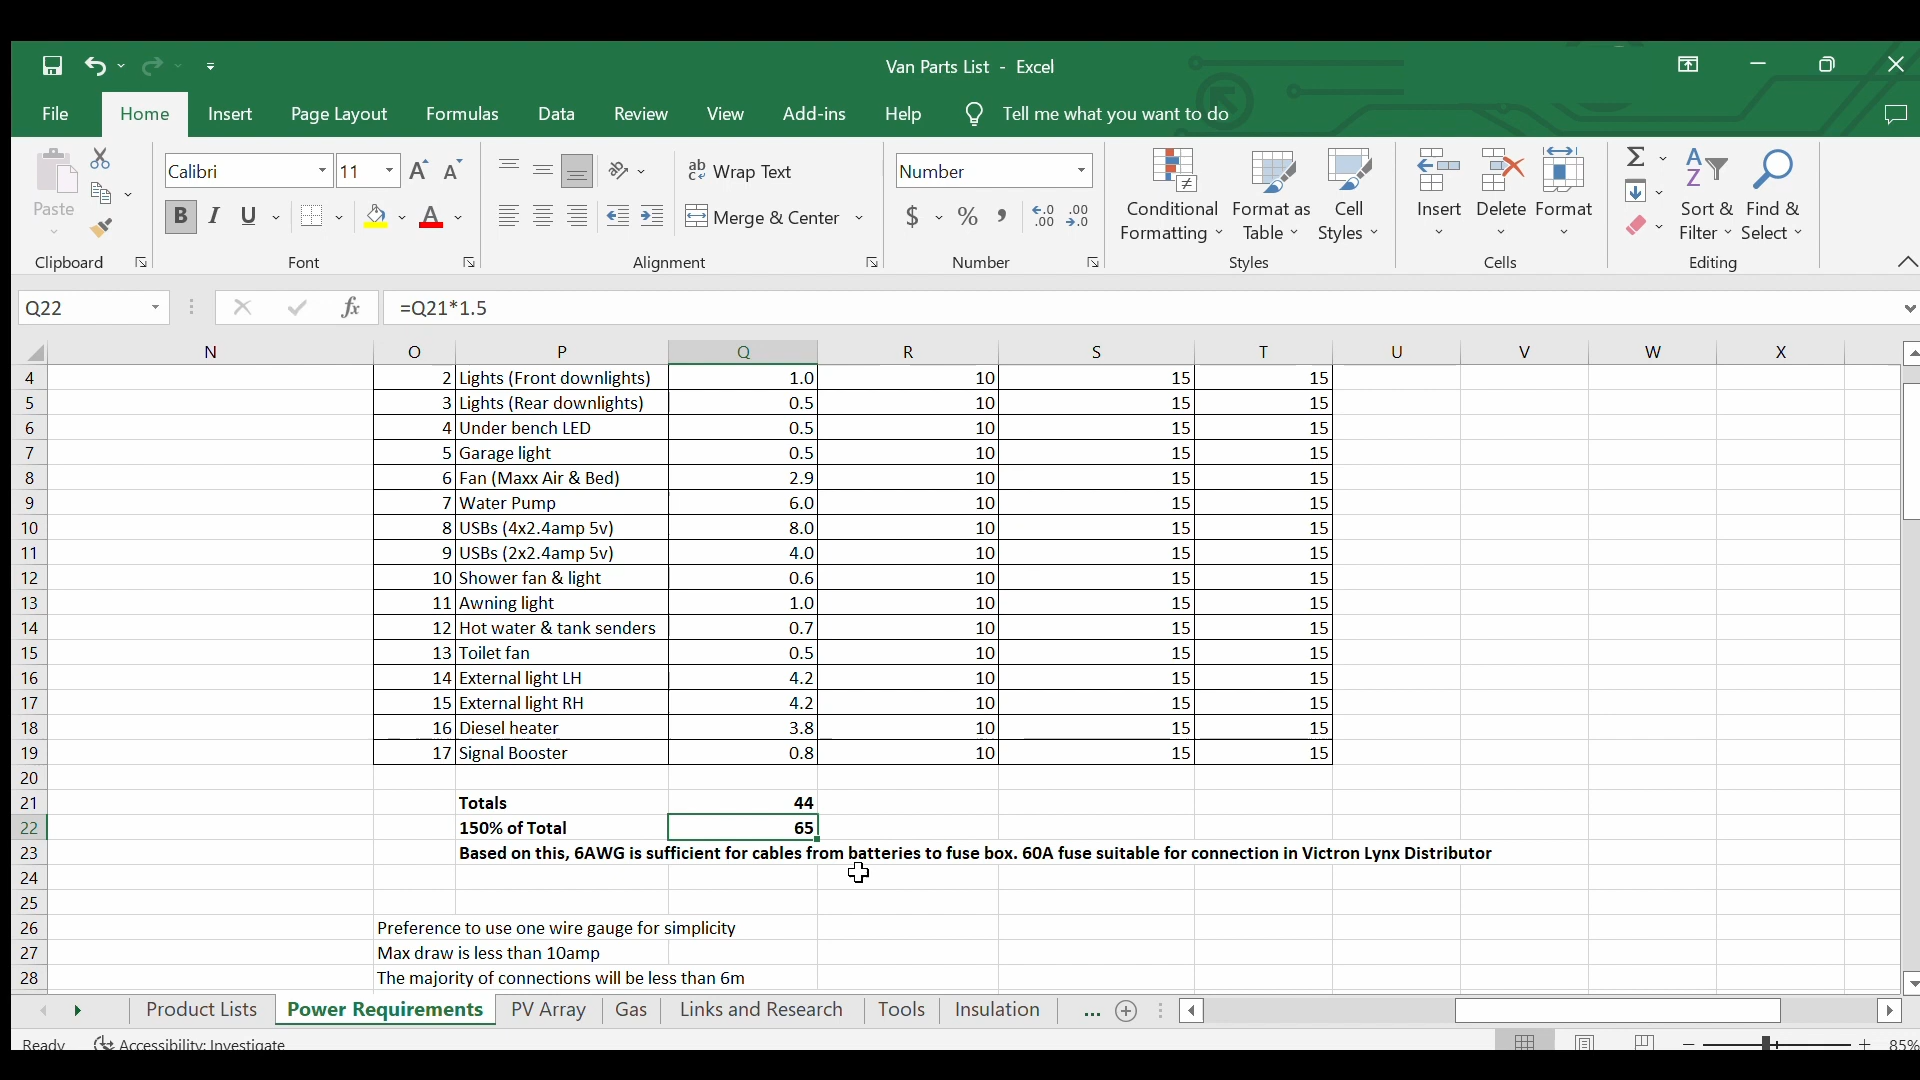 Van Parts List - Excel
File Home Insert Page Layout Formulas Data Review View Add-ins Help Tell me what you want to do
Paste
Clipboard
Calibri 11
B I U A
Font
Wrap Text
Merge & Center
Alignment
Number
$ % , .00 .00
Number
Conditional Formatting
Format as Table
Cell Styles
Styles
Insert Delete Format
Cells
Sort & Filter
Find & Select
Editing
Q22 fx =Q21*1.5
N O P Q R S T U V W X
4 2 Lights (Front downlights) 1.0 10 15 15
5 3 Lights (Rear downlights) 0.5 10 15 15
6 4 Under bench LED 0.5 10 15 15
7 5 Garage light 0.5 10 15 15
8 6 Fan (Maxx Air & Bed) 2.9 10 15 15
9 7 Water Pump 6.0 10 15 15
10 8 USBs (4x2.4amp 5v) 8.0 10 15 15
11 9 USBs (2x2.4amp 5v) 4.0 10 15 15
12 10 Shower fan & light 0.6 10 15 15
13 11 Awning light 1.0 10 15 15
14 12 Hot water & tank senders 0.7 10 15 15
15 13 Toilet fan 0.5 10 15 15
16 14 External light LH 4.2 10 15 15
17 15 External light RH 4.2 10 15 15
18 16 Diesel heater 3.8 10 15 15
19 17 Signal Booster 0.8 10 15 15
20
21 Totals 44
22 150% of Total 65
23 Based on this, 6AWG is sufficient for cables from batteries to fuse box. 60A fuse suitable for connection in Victron Lynx Distributor
24
25
26 Preference to use one wire gauge for simplicity
27 Max draw is less than 10amp
28 The majority of connections will be less than 6m
Product Lists Power Requirements PV Array Gas Links and Research Tools Insulation ...
Ready Accessibility: Investigate 85%